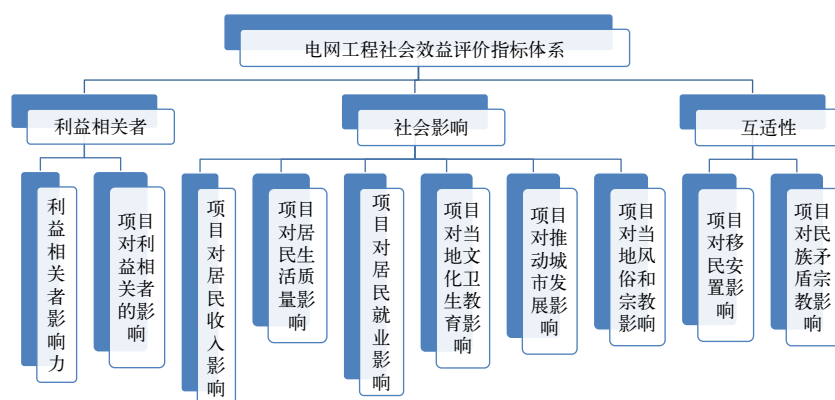 电网工程社会效益评价指标体系
利益相关者
社会影响
互适性
利益相关者影响力
项目对利益相关者的影响
项目对居民收入影响
项目对居民生活质量影响
项目对居民就业影响
项目对当地文化卫生教育影响
项目对推动城市发展影响
项目对当地风俗和宗教影响
项目对移民安置影响
项目对民族矛盾宗教影响